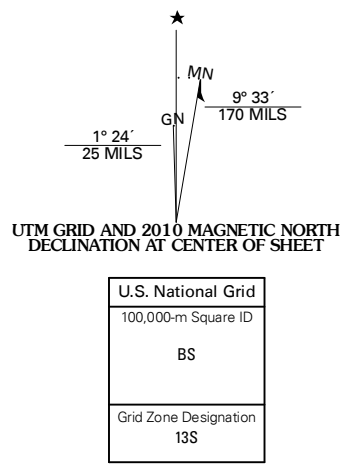 MN
GN
9° 33´
170 MILS
1° 24´
25 MILS
UTM GRID AND 2010 MAGNETIC NORTH
DECLINATION AT CENTER OF SHEET
U.S. National Grid
100,000-m Square ID
BS
Grid Zone Designation
13S